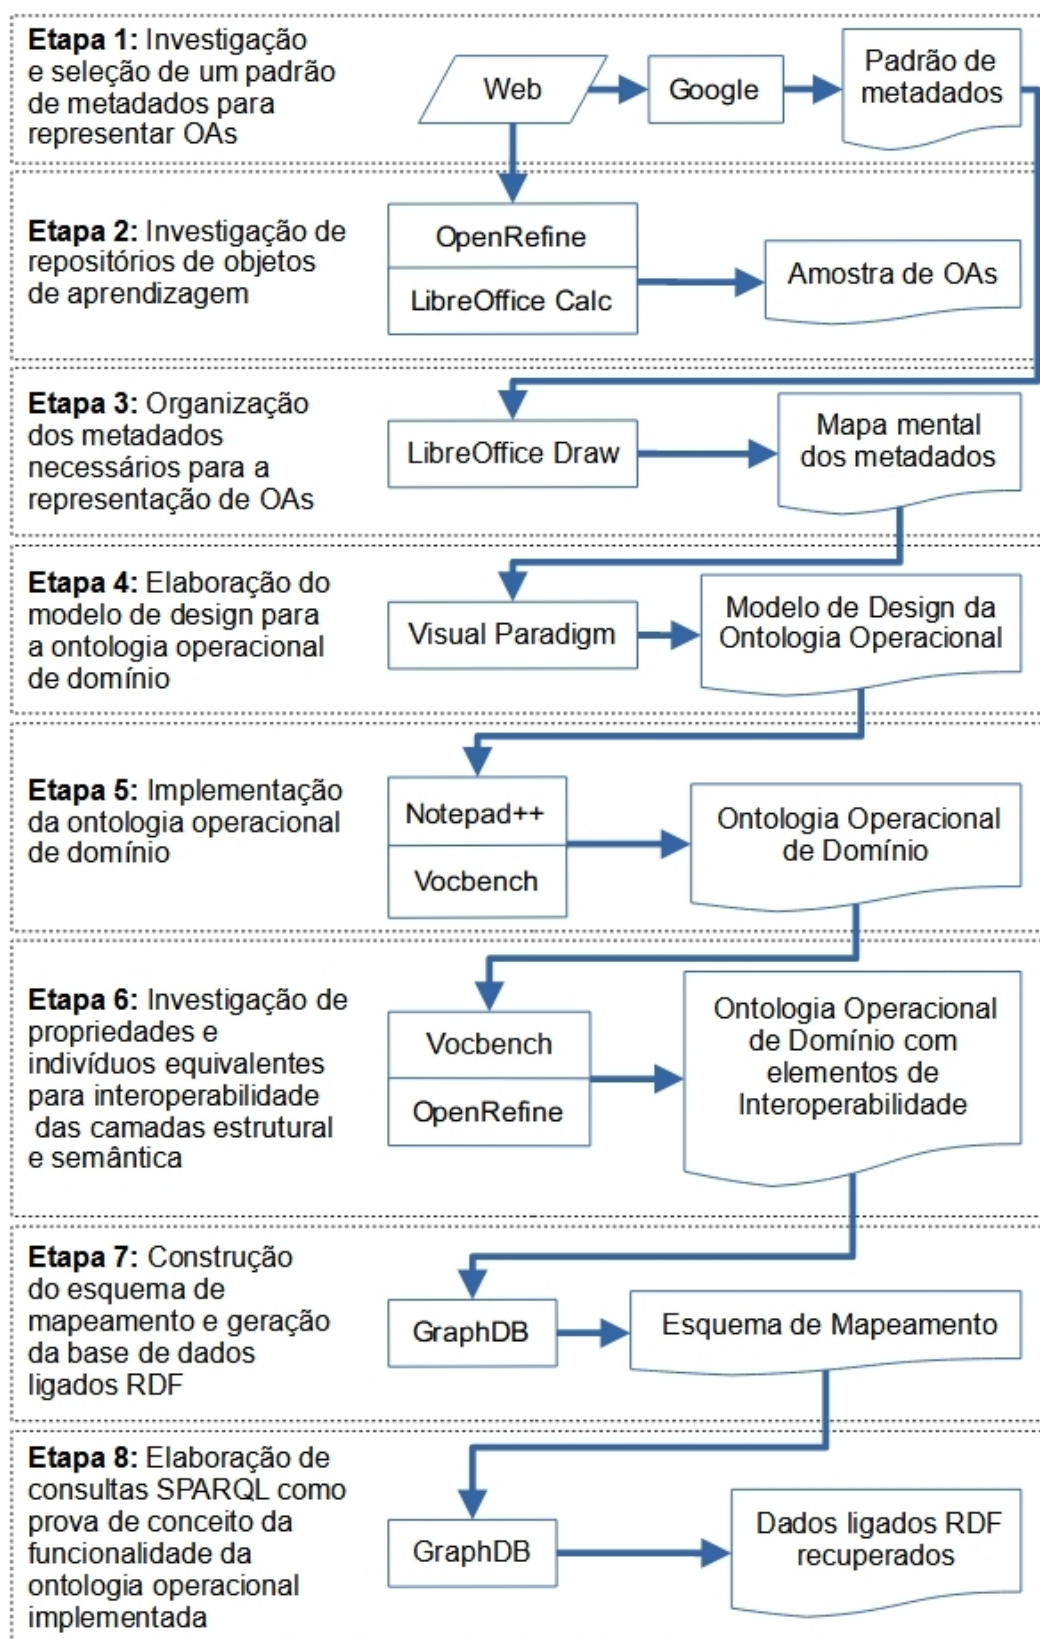 Etapa 1: Investigação
e seleção de um padrão
de metadados para
representar OAs
Web
Google
Padrão de
metadados
Etapa 2: Investigação de
repositórios de objetos
de aprendizagem
OpenRefine
LibreOffice Calc
Amostra de OAs
Etapa 3: Organização
dos metadados
necessários para a
representação de OAs
LibreOffice Draw
Mapa mental
dos metadados
Etapa 4: Elaboração do
modelo de design para
a ontologia operacional
de domínio
Visual Paradigm
Modelo de Design da
Ontologia Operacional
Etapa 5: Implementação
da ontologia operacional
de domínio
Notepad++
Vocbench
Ontologia Operacional
de Domínio
Etapa 6: Investigação de
propriedades e
indivíduos equivalentes
para interoperabilidade
das camadas estrutural
e semântica
Vocbench
OpenRefine
Ontologia Operacional
de Domínio com
elementos de
Interoperabilidade
Etapa 7: Construção
do esquema de
mapeamento e geração
da base de dados
ligados RDF
GraphDB
Esquema de Mapeamento
Etapa 8: Elaboração de
consultas SPARQL como
prova de conceito da
funcionalidade da
ontologia operacional
implementada
GraphDB
Dados ligados RDF
recuperados